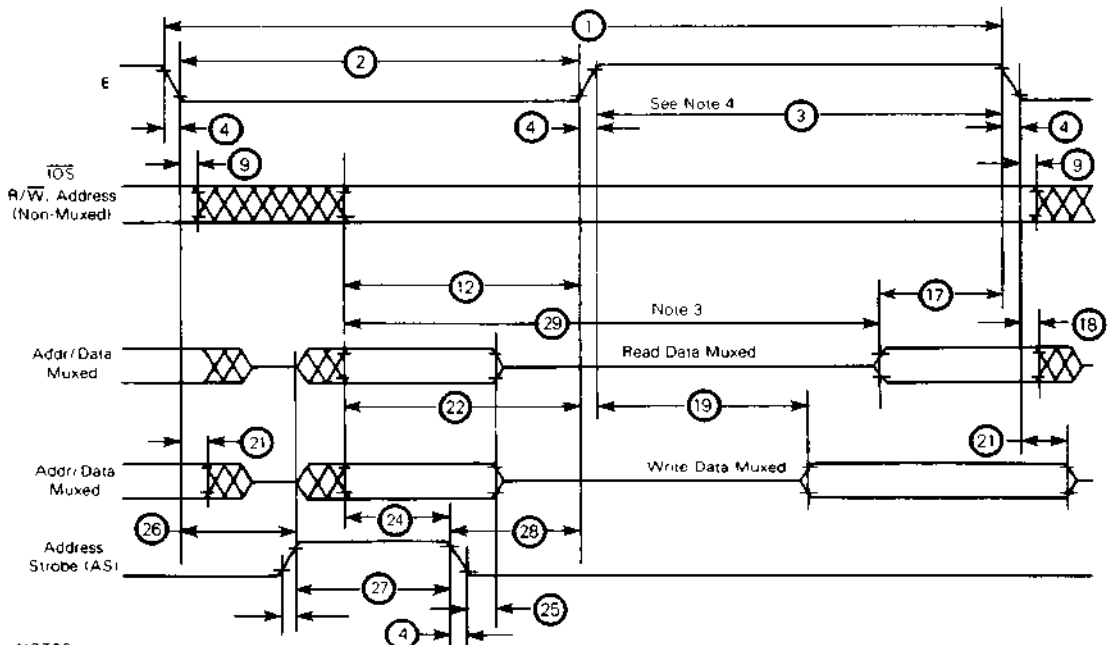 1
2
E
See Note 4
3
4
4
4
9
9
IOS
R/W, Address
(Non-Muxed)
12
17
Note 3
29
18
Addr/Data
Muxed
Read Data Muxed
22
19
21
21
Addr/Data
Muxed
Write Data Muxed
24
28
26
Address
Strobe (AS)
27
25
4